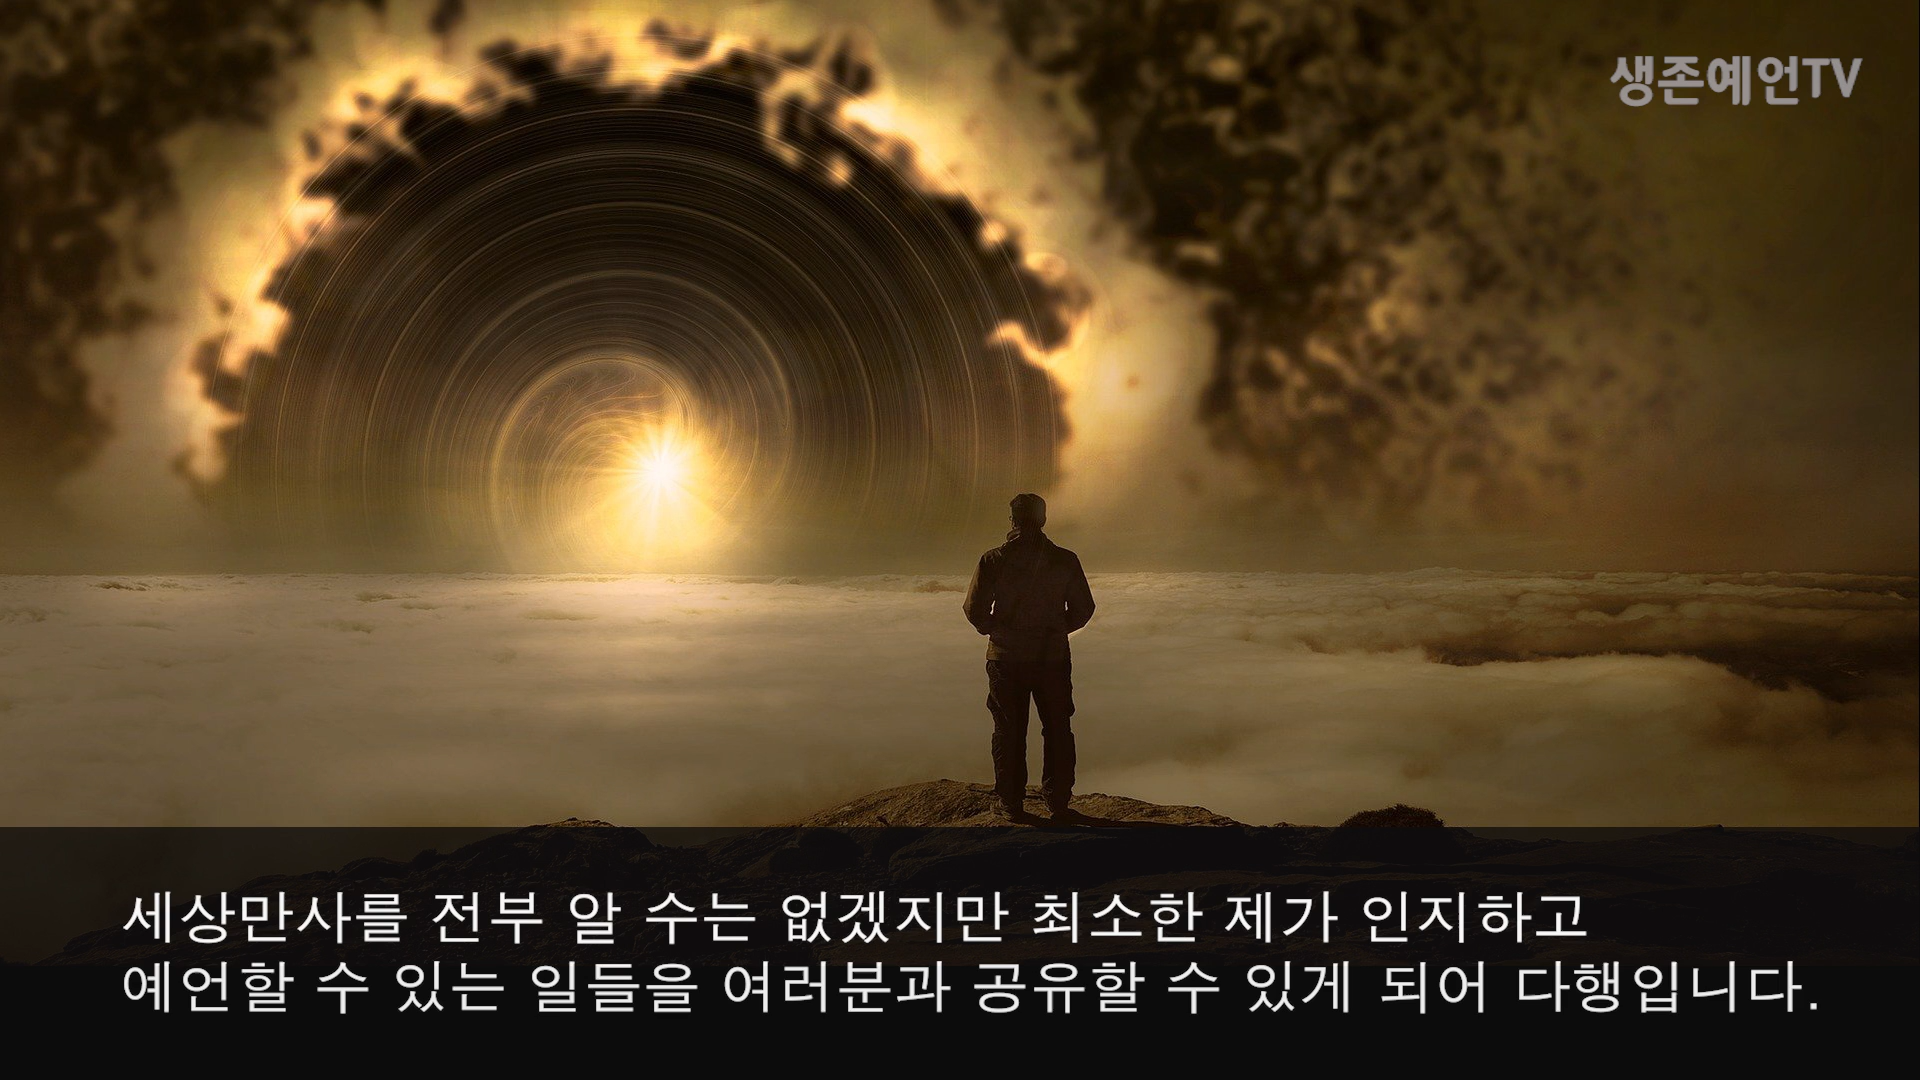 생존예언TV
세상만사를 전부 알 수는 없겠지만 최소한 제가 인지하고
예언할 수 있는 일들을 여러분과 공유할 수 있게 되어 다행입니다.